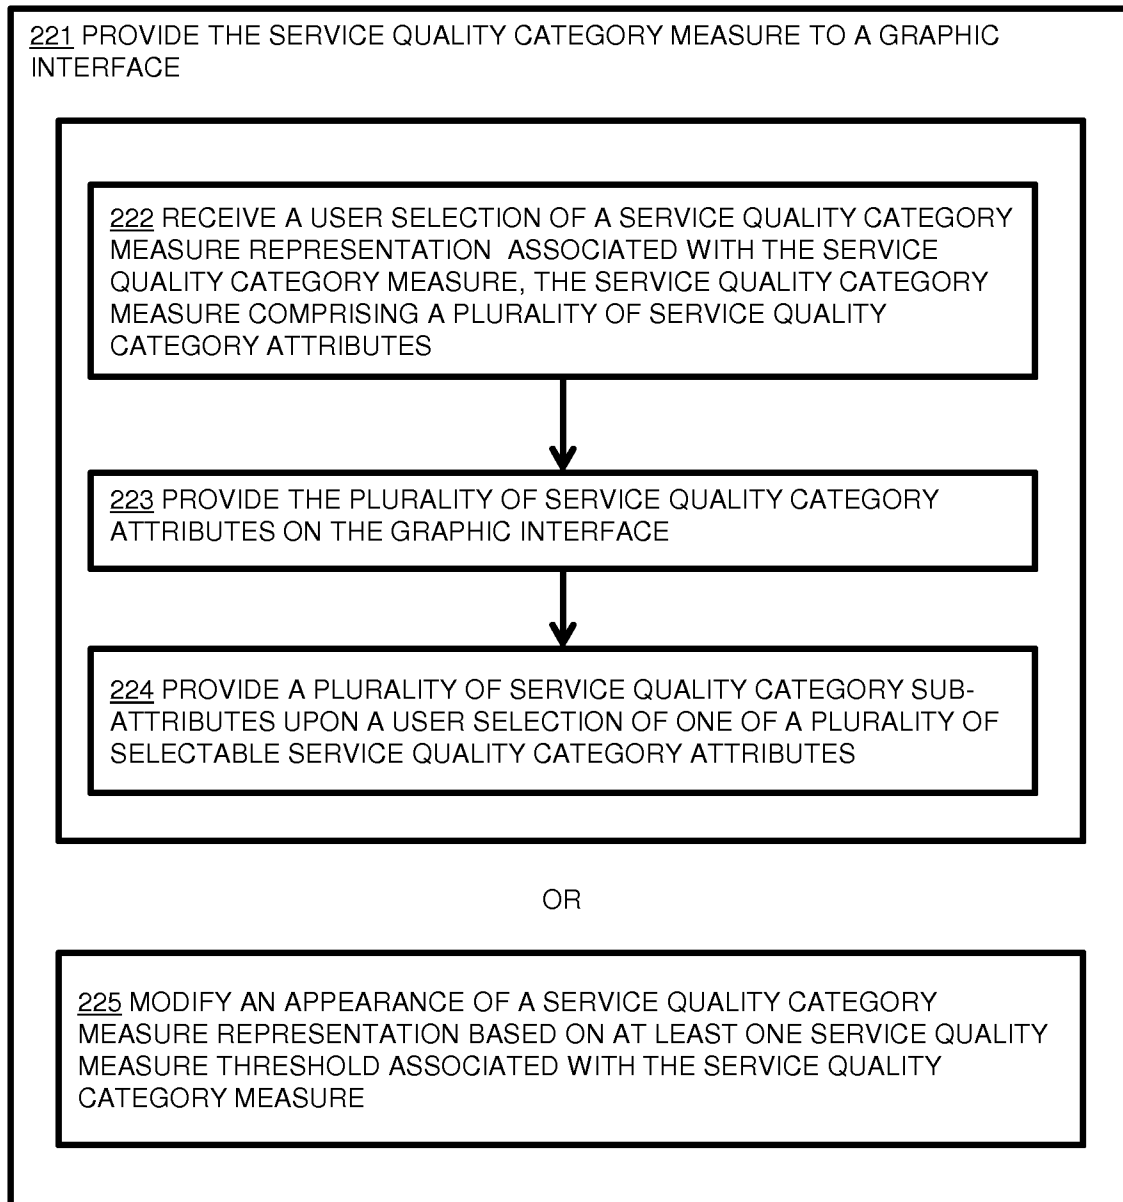 221 PROVIDE THE SERVICE QUALITY CATEGORY MEASURE TO A GRAPHIC
INTERFACE
222 RECEIVE A USER SELECTION OF A SERVICE QUALITY CATEGORY
MEASURE REPRESENTATION ASSOCIATED WITH THE SERVICE
QUALITY CATEGORY MEASURE, THE SERVICE QUALITY CATEGORY
MEASURE COMPRISING A PLURALITY OF SERVICE QUALITY
CATEGORY ATTRIBUTES
223 PROVIDE THE PLURALITY OF SERVICE QUALITY CATEGORY
ATTRIBUTES ON THE GRAPHIC INTERFACE
224 PROVIDE A PLURALITY OF SERVICE QUALITY CATEGORY SUB-
ATTRIBUTES UPON A USER SELECTION OF ONE OF A PLURALITY OF
SELECTABLE SERVICE QUALITY CATEGORY ATTRIBUTES
OR
225 MODIFY AN APPEARANCE OF A SERVICE QUALITY CATEGORY
MEASURE REPRESENTATION BASED ON AT LEAST ONE SERVICE QUALITY
MEASURE THRESHOLD ASSOCIATED WITH THE SERVICE QUALITY
CATEGORY MEASURE